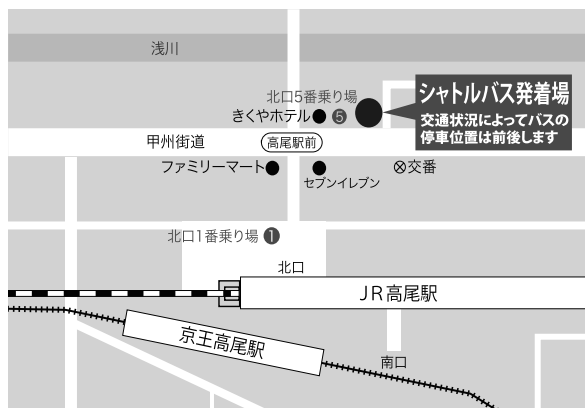 浅川
北口5番乗り場
きくやホテル
5
シャトルバス発着場
交通状況によってバスの
停車位置は前後します
甲州街道
高尾駅前
ファミリーマート
セブンイレブン
交番
北口1番乗り場
1
北口
JR高尾駅
京王高尾駅
南口